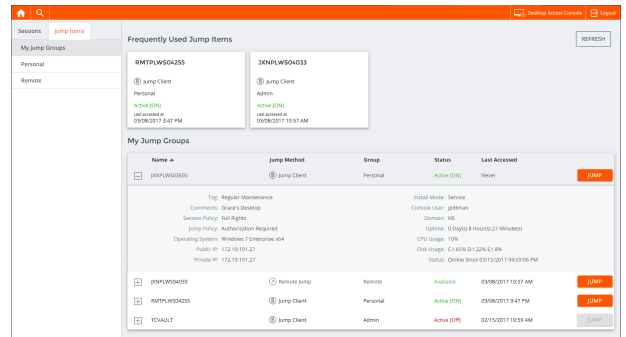 Desktop Access Console Logout
Sessions Jump Items
My Jump Groups
Personal
Remote
Frequently Used Jump Items REFRESH
RMTPLWS04255 JXNPLWS04033
Jump Client Jump Client
Personal Admin
Active [ON] Active [ON]
Last accessed at Last accessed at
03/08/2017 3:47 PM 03/08/2017 10:57 AM
My Jump Groups
Name Jump Method Group Status Last Accessed
JXNPLWS03605 Jump Client Personal Active [ON] Never JUMP
Tag: Regular Maintenance Install Mode: Service
Comments: Grace's Desktop Console User: jpittman
Session Policy: Full Rights Domain: NS
Jump Policy: Authorization Required Uptime: 0 Day(s) 8 Hour(s) 27 Minute(s)
Operating System: Windows 7 Enterprise x64 CPU Usage: 10%
Public IP: 172.19.191.27 Disk Usage: C:\ 65% D:\ 22% E:\ 8%
Private IP: 172.19.191.27 Status: Online Since 03/15/2017 04:59:06 PM
JXNPLWS04033 Remote Jump Remote Available 03/08/2017 10:57 AM JUMP
RMTPLWS04255 Jump Client Personal Active [ON] 03/08/2017 3:47 PM JUMP
TCVAULT Jump Client Admin Active [Off] 02/15/2017 10:59 AM JUMP